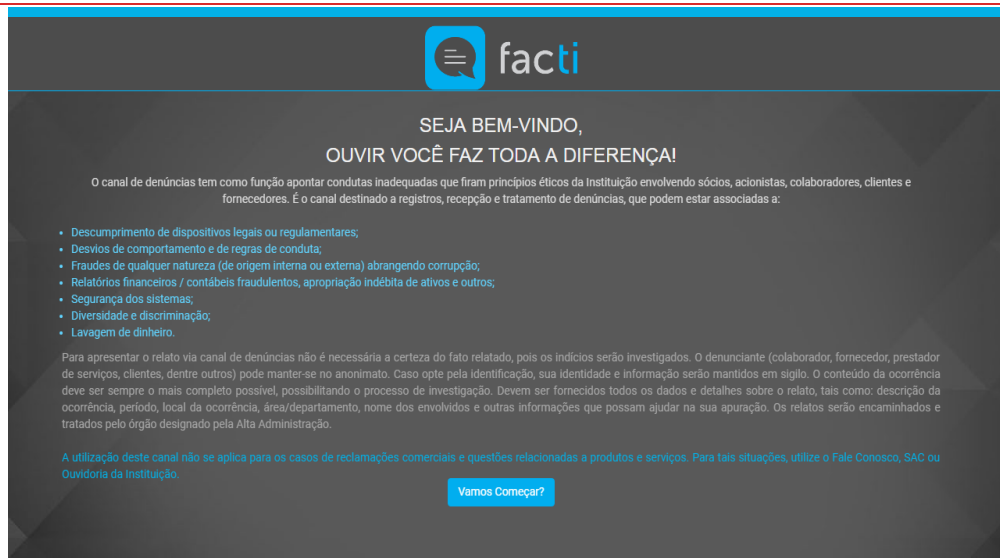 facti
SEJA BEM-VINDO,
OUVIR VOCÊ FAZ TODA A DIFERENÇA!
O canal de denúncias tem como função apontar condutas inadequadas que firam princípios éticos da Instituição envolvendo sócios, acionistas, colaboradores, clientes e
fornecedores. É o canal destinado a registros, recepção e tratamento de denúncias, que podem estar associadas a:
• Descumprimento de dispositivos legais ou regulamentares;
• Desvios de comportamento e de regras de conduta;
• Fraudes de qualquer natureza (de origem interna ou externa) abrangendo corrupção;
• Relatórios financeiros / contábeis fraudulentos, apropriação indébita de ativos e outros;
• Segurança dos sistemas;
• Diversidade e discriminação;
• Lavagem de dinheiro.
Para apresentar o relato via canal de denúncias não é necessária a certeza do fato relatado, pois os indícios serão investigados. O denunciante (colaborador, fornecedor, prestador
de serviços, clientes, dentre outros) pode manter-se no anonimato. Caso opte pela identificação, sua identidade e informação serão mantidos em sigilo. O conteúdo da ocorrência
deve ser sempre o mais completo possível, possibilitando o processo de investigação. Devem ser fornecidos todos os dados e detalhes sobre o relato, tais como: descrição da
ocorrência, período, local da ocorrência, área/departamento, nome dos envolvidos e outras informações que possam ajudar na sua apuração. Os relatos serão encaminhados e
tratados pelo órgão designado pela Alta Administração.
A utilização deste canal não se aplica para os casos de reclamações comerciais e questões relacionadas a produtos e serviços. Para tais situações, utilize o Fale Conosco, SAC ou
Ouvidoria da Instituição.
Vamos Começar?